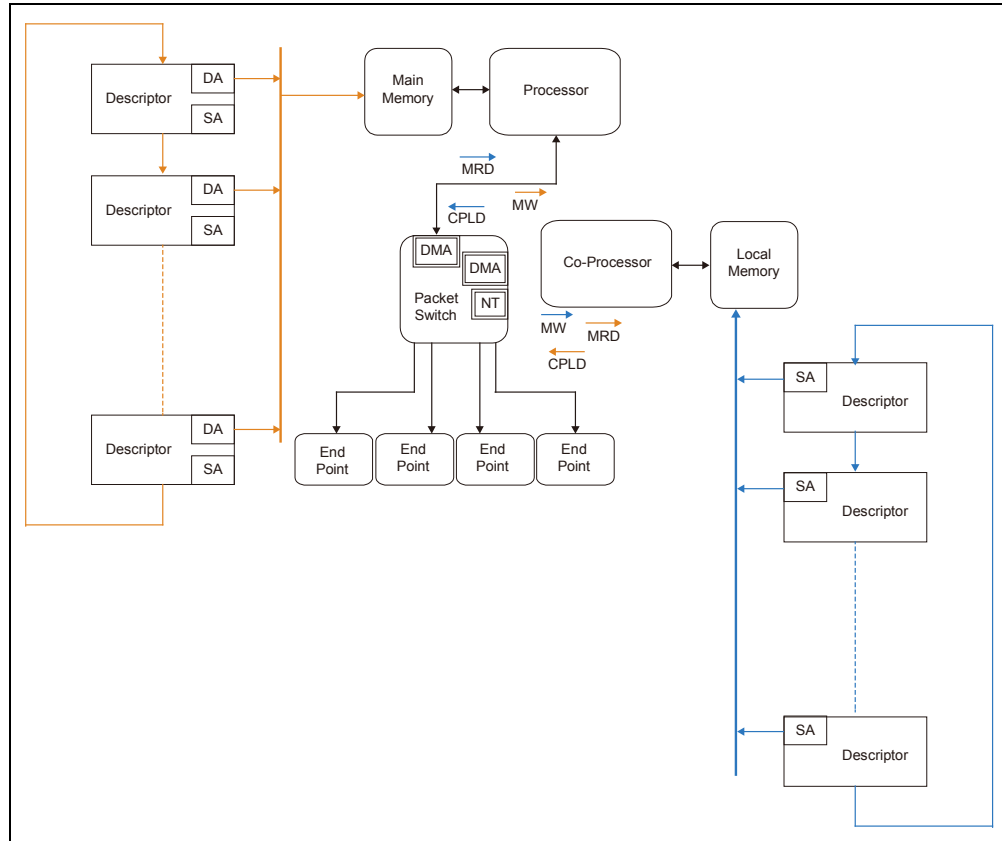 DA
Descriptor
SA
DA
Descriptor
SA
DA
Descriptor
SA
Main
Memory
Processor
MRD
MW
CPLD
DMA
DMA
NT
Packet
Switch
Co-Processor
Local
Memory
MW
MRD
CPLD
End
Point
End
Point
End
Point
End
Point
SA
Descriptor
SA
Descriptor
SA
Descriptor